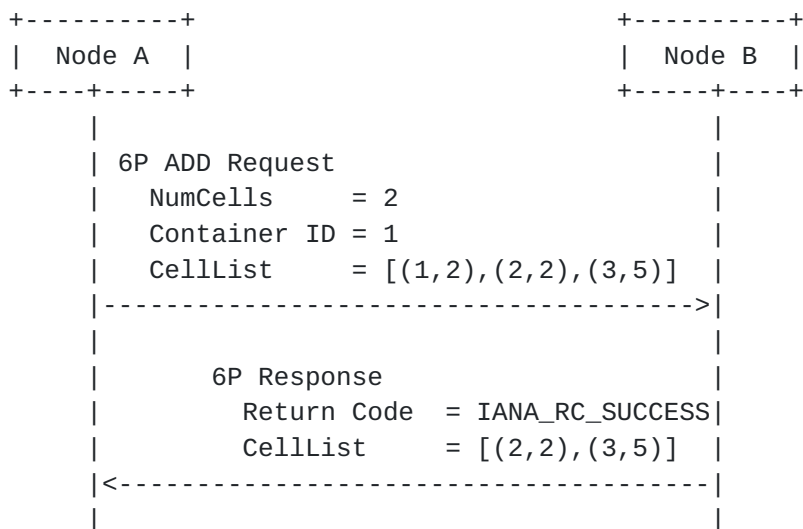 +----------+                           +----------+
|  Node A  |                           |  Node B  |
+----+-----+                           +-----+----+
     |                                       |
     | 6P ADD Request                        |
     |   NumCells     = 2                    |
     |   Container ID = 1                    |
     |   CellList     = [(1,2),(2,2),(3,5)]  |
     |-------------------------------------->|
     |                                       |
     |       6P Response                     |
     |         Return Code  = IANA_RC_SUCCESS|
     |         CellList     = [(2,2),(3,5)]  |
     |<--------------------------------------|
     |                                       |